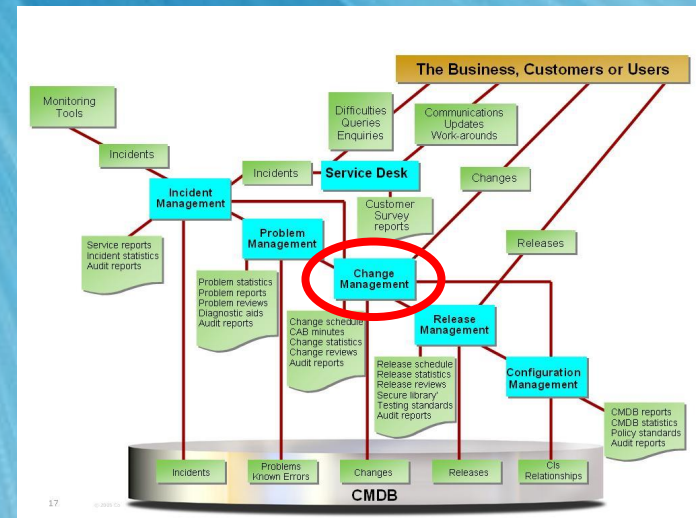 The Business, Customers or Users
Monitoring
Tools
Difficulties
Queries
Enquiries
Communications
Updates
Work-arounds
Incidents
Incidents
Service Desk
Changes
Incident
Management
Customer
Survey
reports
Problem
Management
Releases
Service reports
Incident statistics
Audit reports
Change
Management
Problem statistics
Problem reports
Problem reviews
Diagnostic aids
Audit reports
Change schedule
CAB minutes
Change statistics
Change reviews
Audit reports
Release
Management
Release schedule
Release statistics
Release reviews
Secure library'
Testing standards
Audit reports
Configuration
Management
CMDB reports
CMDB statistics
Policy standards
Audit reports
Incidents
Problems
Known Errors
Changes
Releases
CIs
Relationships
CMDB
17